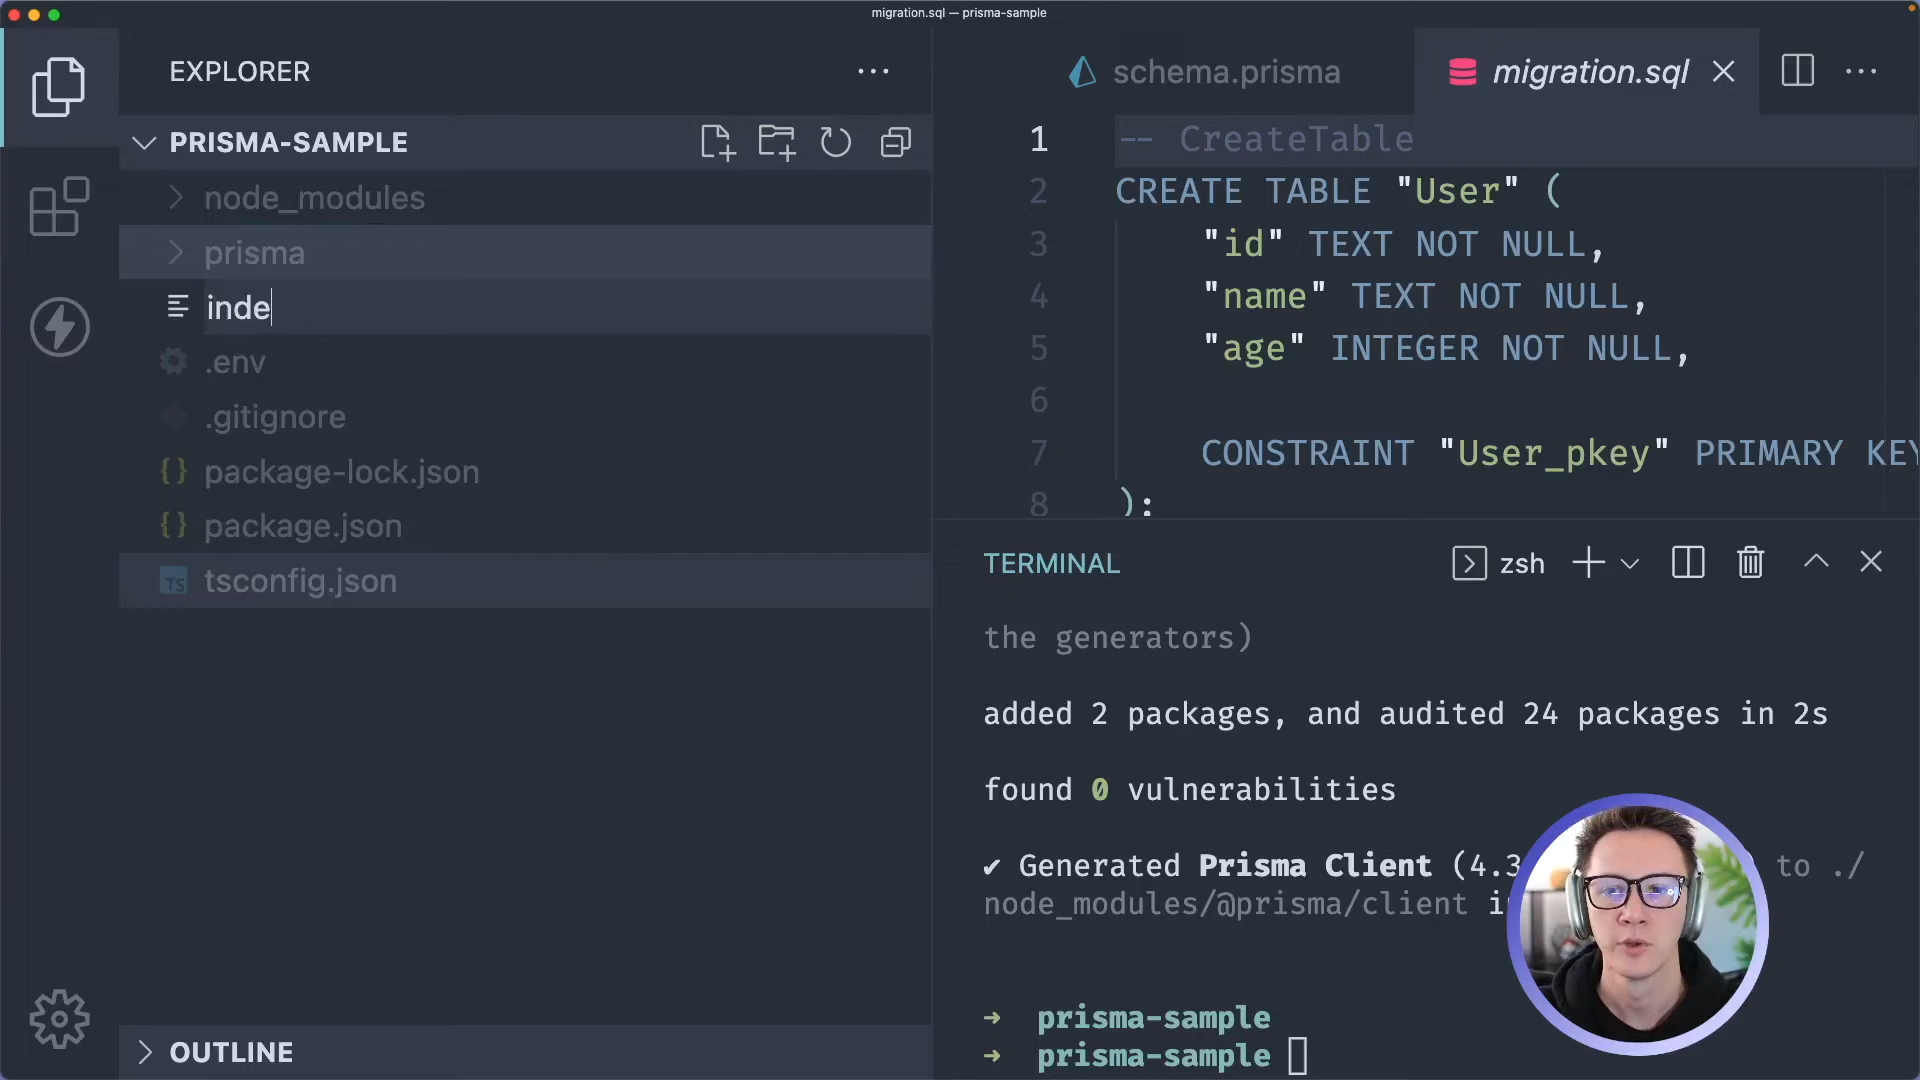 migration.sql — prisma-sample
EXPLORER
PRISMA-SAMPLE
node_modules
prisma
inde
.env
.gitignore
package-lock.json
package.json
TS tsconfig.json
OUTLINE
schema.prisma
migration.sql
1 -- CreateTable
2 CREATE TABLE "User" (
3 "id" TEXT NOT NULL,
4 "name" TEXT NOT NULL,
5 "age" INTEGER NOT NULL,
6
7 CONSTRAINT "User_pkey" PRIMARY KEY
8 );
TERMINAL
zsh
the generators)
added 2 packages, and audited 24 packages in 2s
found 0 vulnerabilities
✔ Generated Prisma Client (4.3 to ./
node_modules/@prisma/client
➜ prisma-sample
➜ prisma-sample